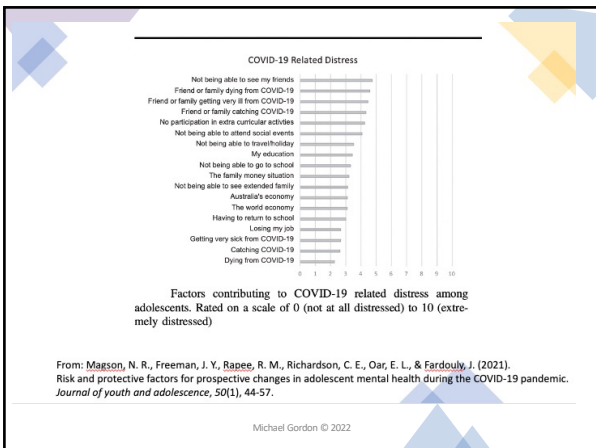 COVID-19 Related Distress
Not being able to see my friends
Friend or family dying from COVID-19
Friend or family getting very ill from COVID-19
Friend or family catching COVID-19
No participation in extra curricular activties
Not being able to attend social events
Not being able to travel/holiday
My education
Not being able to go to school
The family money situation
Not being able to see extended family
Australia's economy
The world economy
Having to return to school
Losing my job
Getting very sick from COVID-19
Catching COVID-19
Dying from COVID-19
0 1 2 3 4 5 6 7 8 9 10
Factors contributing to COVID-19 related distress among
adolescents. Rated on a scale of 0 (not at all distressed) to 10 (extre-
mely distressed)
From: Magson, N. R., Freeman, J. Y., Rapee, R. M., Richardson, C. E., Oar, E. L., & Fardouly, J. (2021).
Risk and protective factors for prospective changes in adolescent mental health during the COVID-19 pandemic.
Journal of youth and adolescence, 50(1), 44-57.
Michael Gordon © 2022